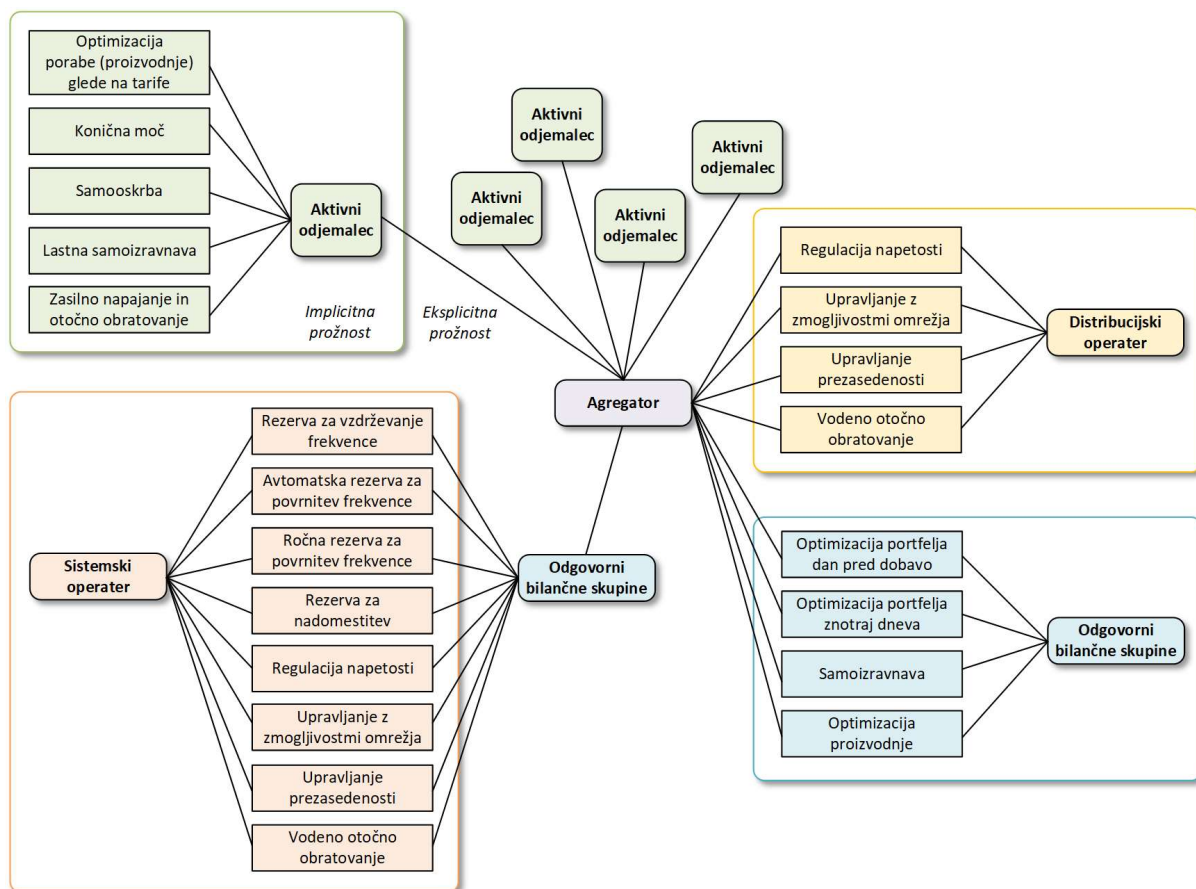 Optimizacija
porabe (proizvodnje)
glede na tarife
Konična moč
Samooskrba
Lastna samoizravnava
Zasilno napajanje in
otočno obratovanje
Aktivni
odjemalec
Implicitna
prožnost
Eksplicitna
prožnost
Aktivni
odjemalec
Aktivni
odjemalec
Aktivni
odjemalec
Aktivni
odjemalec
Agregator
Regulacija napetosti
Upravljanje z
zmogljivostmi omrežja
Upravljanje
prezasedenosti
Vodeno otočno
obratovanje
Distribucijski
operater
Rezerva za vzdrževanje
frekvence
Avtomatska rezerva za
povrnitev frekvence
Ročna rezerva za
povrnitev frekvence
Rezerva za
nadomestitev
Regulacija napetosti
Upravljanje z
zmogljivostmi omrežja
Upravljanje
prezasedenosti
Vodeno otočno
obratovanje
Sistemski
operater
Odgovorni
bilančne skupine
Optimizacija portfelja
dan pred dobavo
Optimizacija portfelja
znotraj dneva
Samoizravnava
Optimizacija
proizvodnje
Odgovorni
bilančne skupine